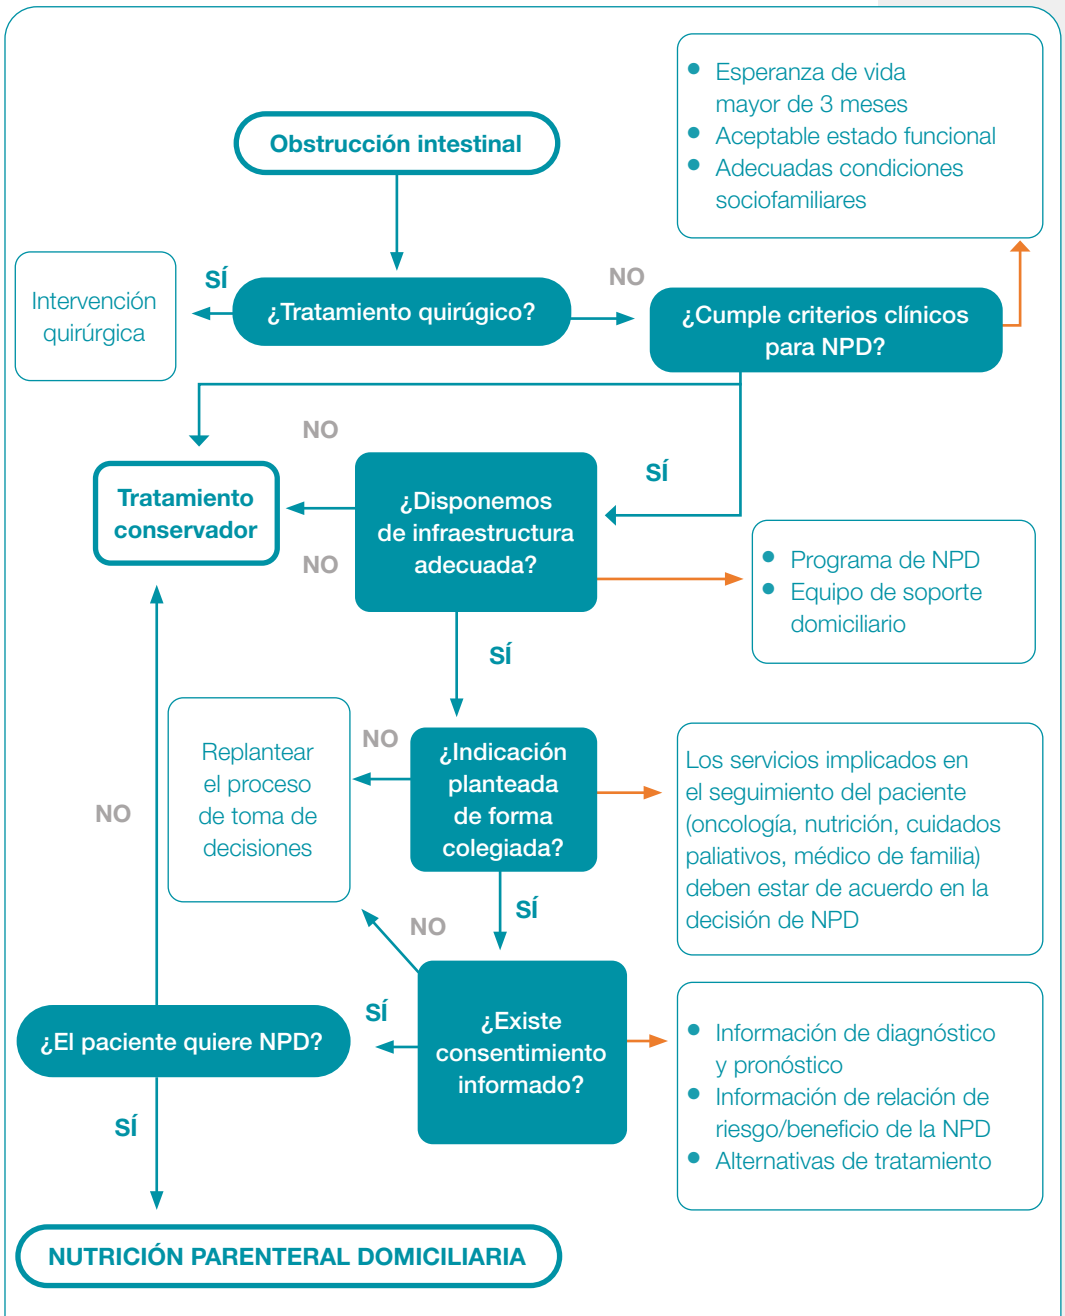 ● Esperanza de vida
mayor de 3 meses
● Aceptable estado funcional
● Adecuadas condiciones
sociofamiliares
Obstrucción intestinal
SÍ
NO
Intervención
quirúrgica
¿Tratamiento quirúgico?
¿Cumple criterios clínicos
para NPD?
NO
SÍ
Tratamiento
conservador
¿Disponemos
de infraestructura
adecuada?
NO
● Programa de NPD
● Equipo de soporte
domiciliario
SÍ
Replantear
el proceso
de toma de
decisiones
NO
¿Indicación
planteada
de forma
colegiada?
Los servicios implicados en
el seguimiento del paciente
(oncología, nutrición, cuidados
paliativos, médico de familia)
deben estar de acuerdo en la
decisión de NPD
NO
SÍ
NO
¿El paciente quiere NPD?
SÍ
¿Existe
consentimiento
informado?
● Información de diagnóstico
y pronóstico
● Información de relación de
riesgo/beneficio de la NPD
● Alternativas de tratamiento
SÍ
NUTRICIÓN PARENTERAL DOMICILIARIA